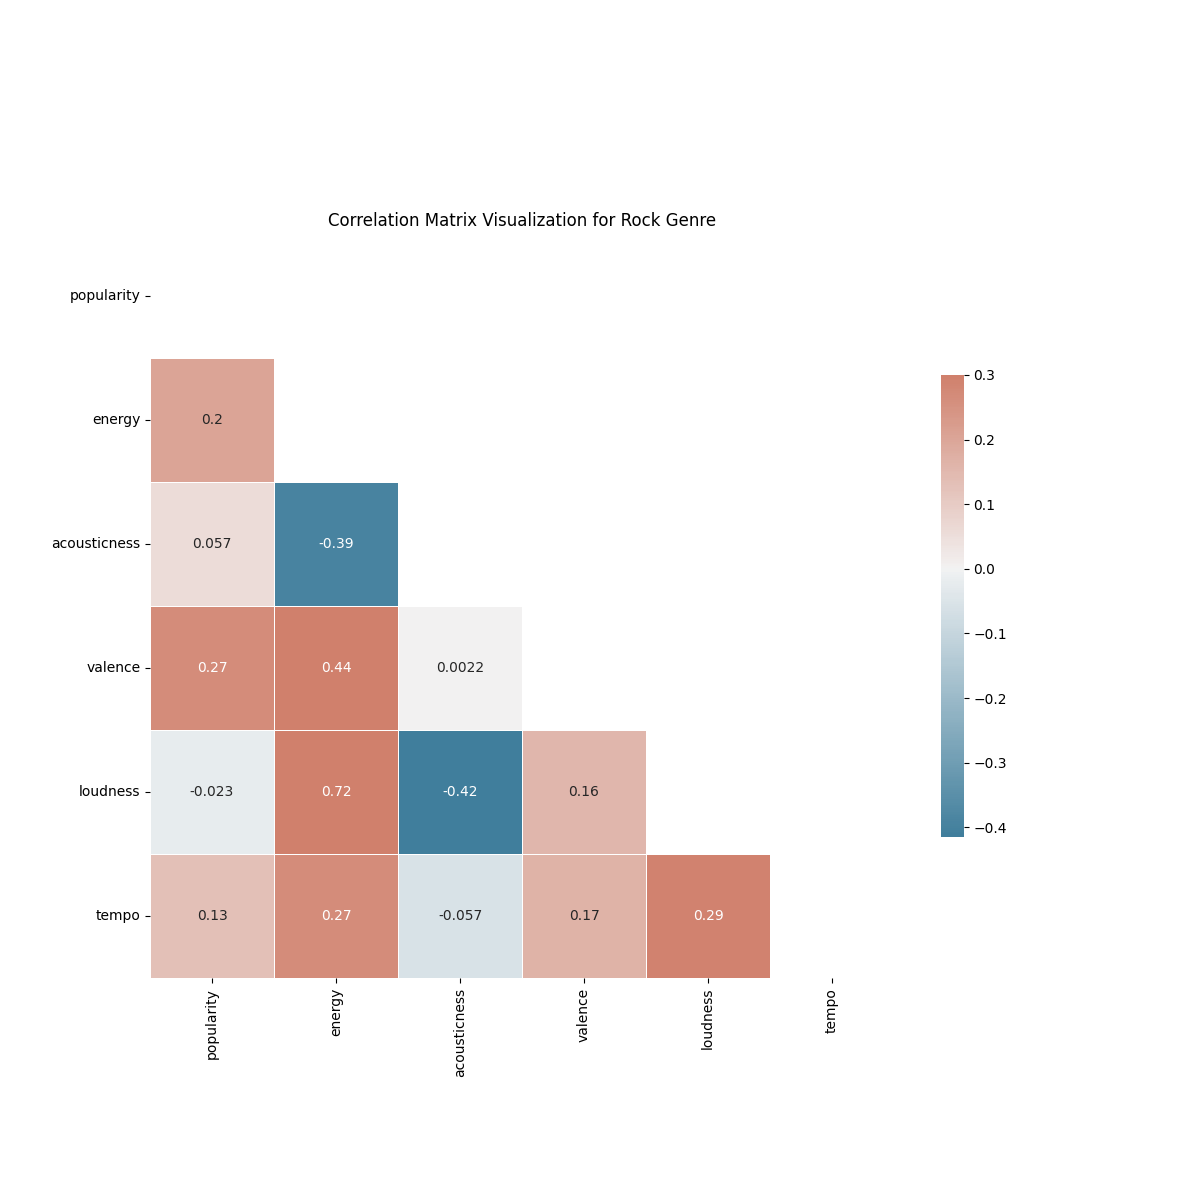 Correlation Matrix Visualization for Rock Genre
popularity
energy
0.2
acousticness
0.057
-0.39
valence
0.27
0.44
0.0022
loudness
-0.023
0.72
-0.42
0.16
tempo
0.13
0.27
-0.057
0.17
0.29
popularity
energy
acousticness
valence
loudness
tempo
0.3
0.2
0.1
0.0
−0.1
−0.2
−0.3
−0.4